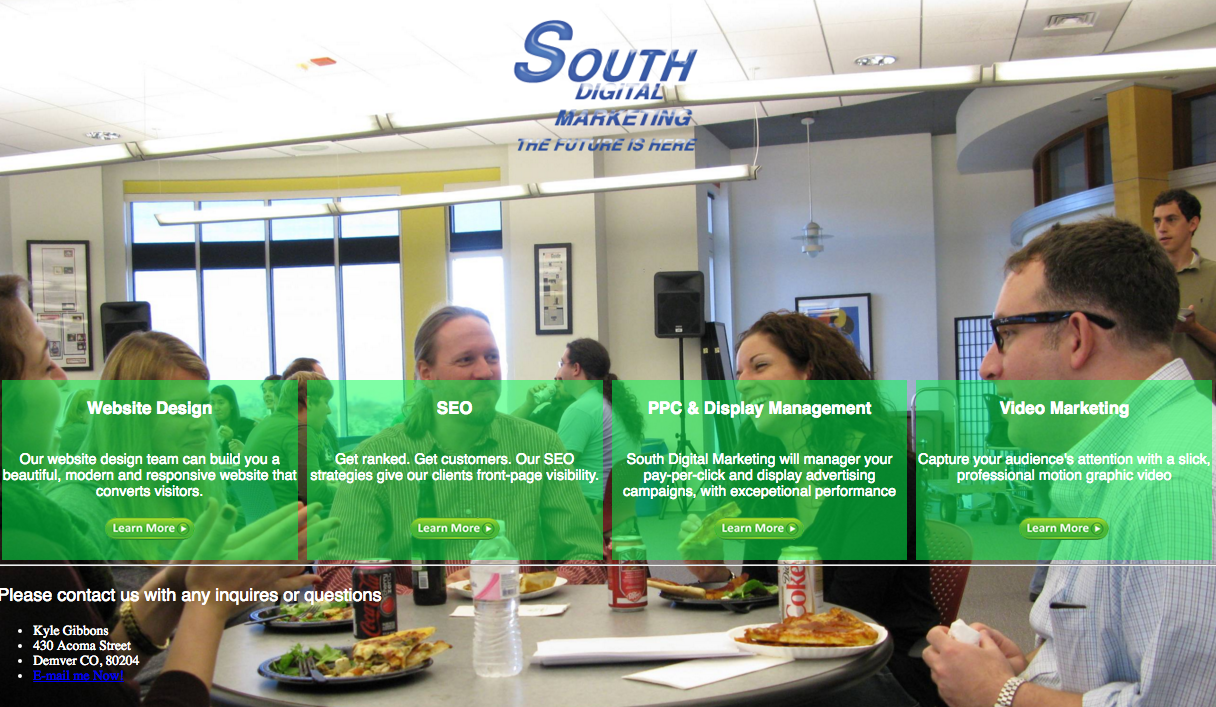 SOUTH
DIGITAL
MARKETING
THE FUTURE IS HERE
Website Design
Our website design team can build you a
beautiful, modern and responsive website that
converts visitors.
Learn More
SEO
Get ranked. Get customers. Our SEO
strategies give our clients front-page visibility.
Learn More
PPC & Display Management
South Digital Marketing will manager your
pay-per-click and display advertising
campaigns, with excepetional performance
Learn More
Video Marketing
Capture your audience's attention with a slick,
professional motion graphic video
Learn More
Please contact us with any inquires or questions
Kyle Gibbons
430 Acoma Street
Demver CO, 80204
E-mail me Now!
Coke